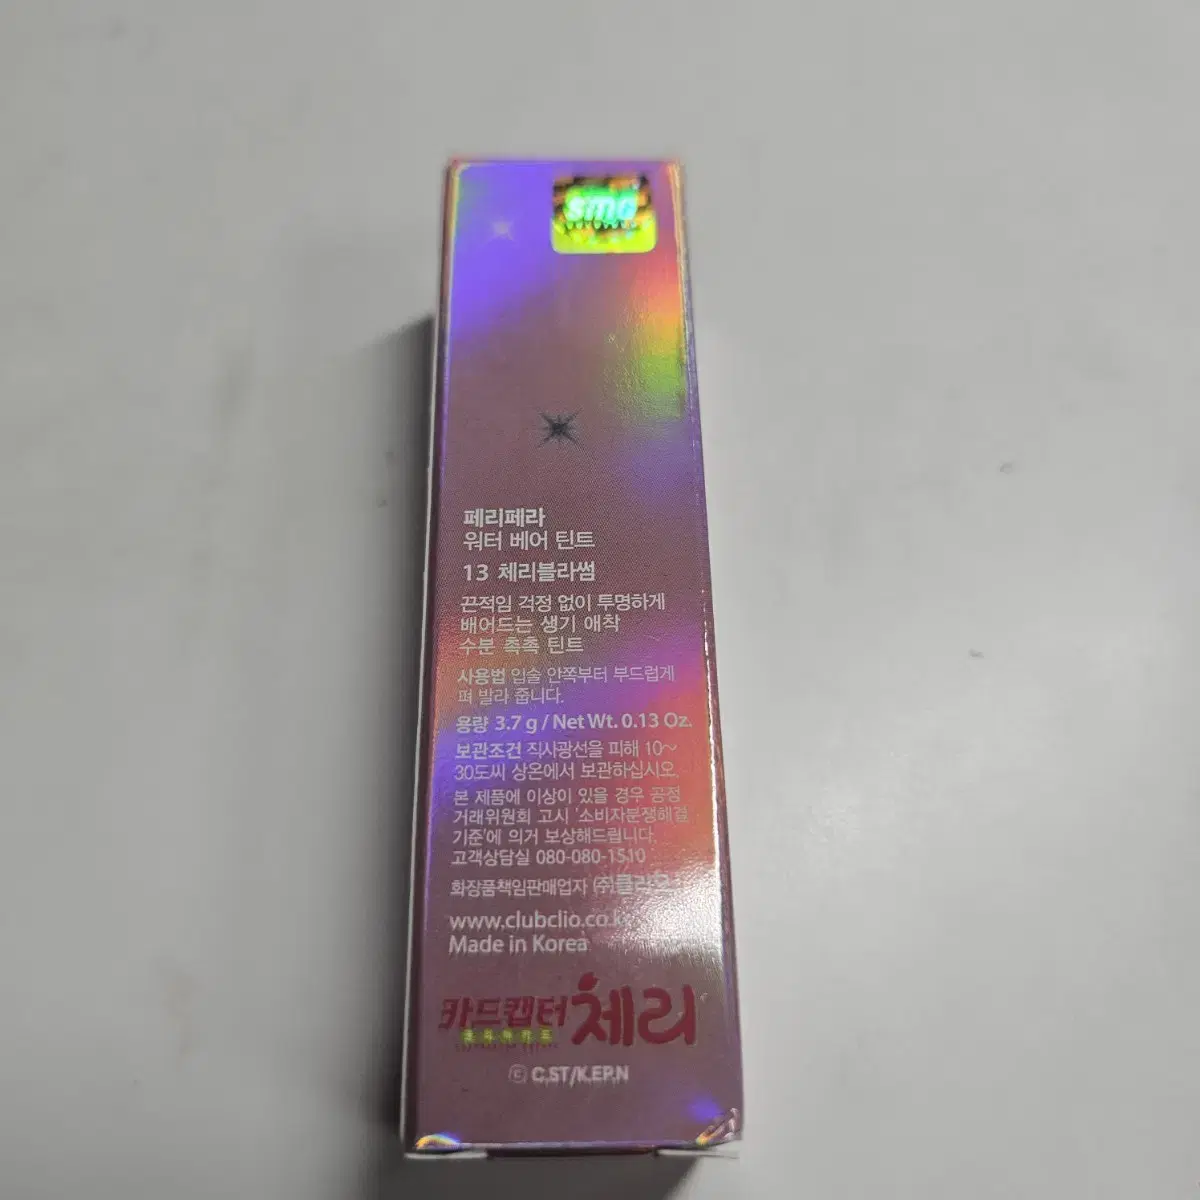 smg
페리페라
워터 베어 틴트
13 체리블라썸
끈적임 걱정 없이 투명하게
배어드는 생기 애착
수분 촉촉 틴트
사용법 입술 안쪽부터 부드럽게
펴 발라 줍니다.
용량 3.7 g / Net Wt. 0.13 Oz.
보관조건 직사광선을 피해 10~
30도씨 상온에서 보관하십시오.
본 제품에 이상이 있을 경우 공정
거래위원회 고시 '소비자분쟁해결
기준'에 의거 보상해드립니다.
고객상담실 080-080-1510
화장품책임판매업자 ㈜클리오
www.clubclio.co.kr
Made in Korea
카드캡터 체리
클리어카드
© C.ST/K.EP.N